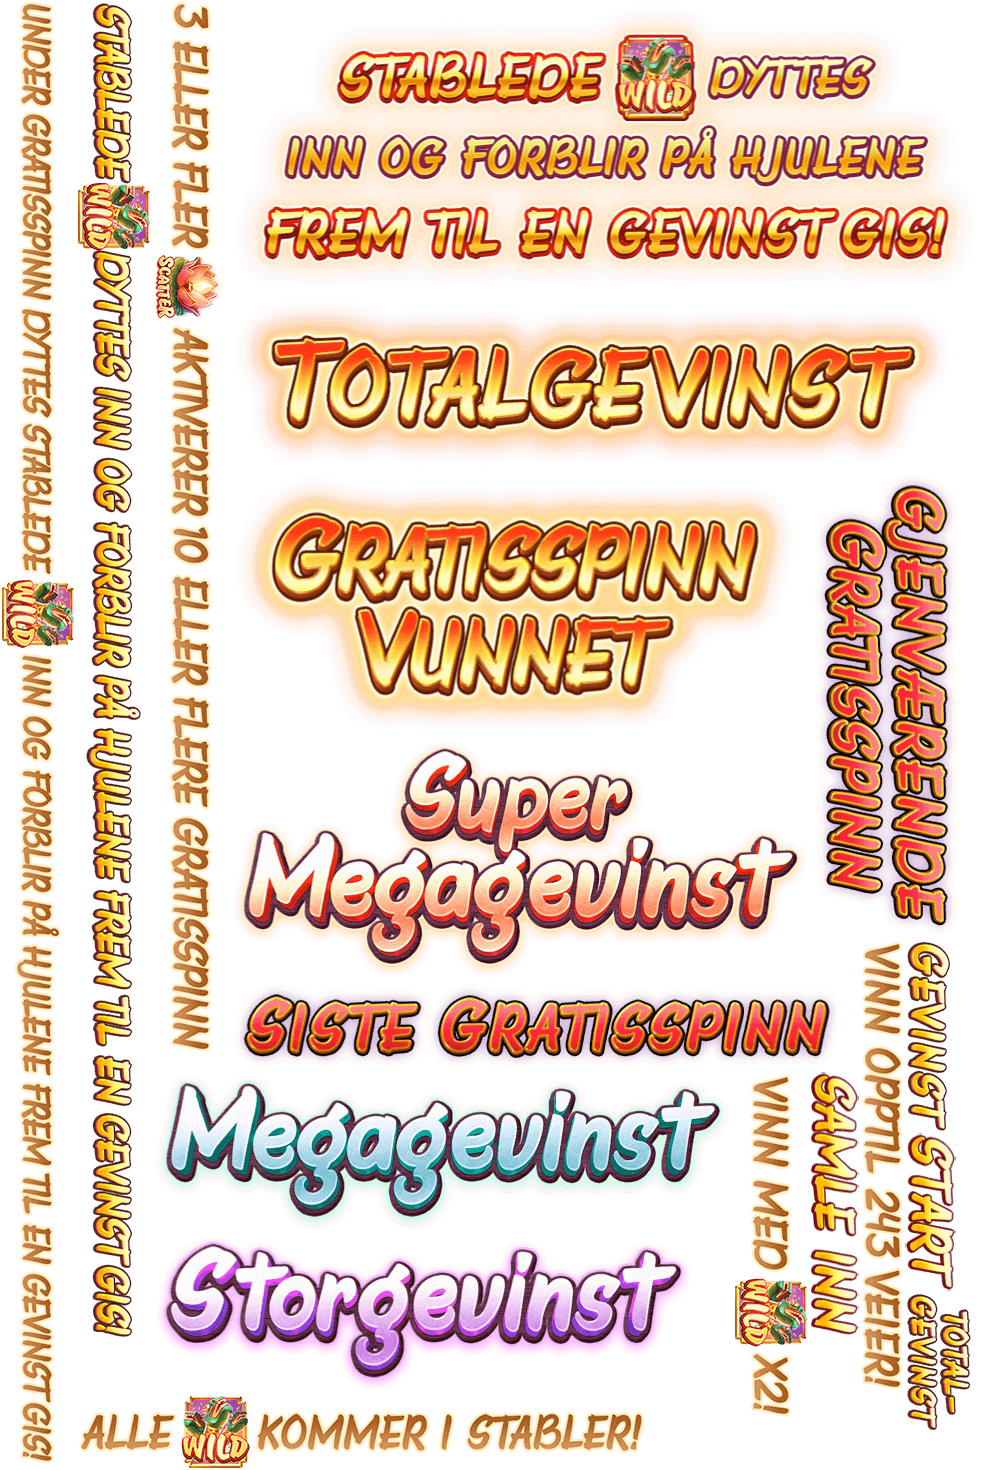 UNDER GRATISSPINN DYTTES STABLEDE WILD INN OG FORBLIR PÅ HJULENE FREM TIL EN GEVINST GIS!
STABLEDE WILD DYTTES INN OG FORBLIR PÅ HJULENE FREM TIL EN GEVINST GIS!
3 ELLER FLER SCATTER AKTIVERER 10 ELLER FLERE GRATISSPINN
STABLEDE WILD DYTTES
INN OG FORBLIR PÅ HJULENE
FREM TIL EN GEVINST GIS!
TOTALGEVINST
GRATISSPINN
VUNNET
GJENVÆRENDE
GRATISSPINN
Super
Megagevinst
SISTE GRATISSPINN
Megagevinst
Storgevinst
GEVINST START
VINN OPPTIL 243 VEIER!
SAMLE INN
VINN MED WILD X2!
TOTAL-
GEVINST
ALLE WILD KOMMER I STABLER!